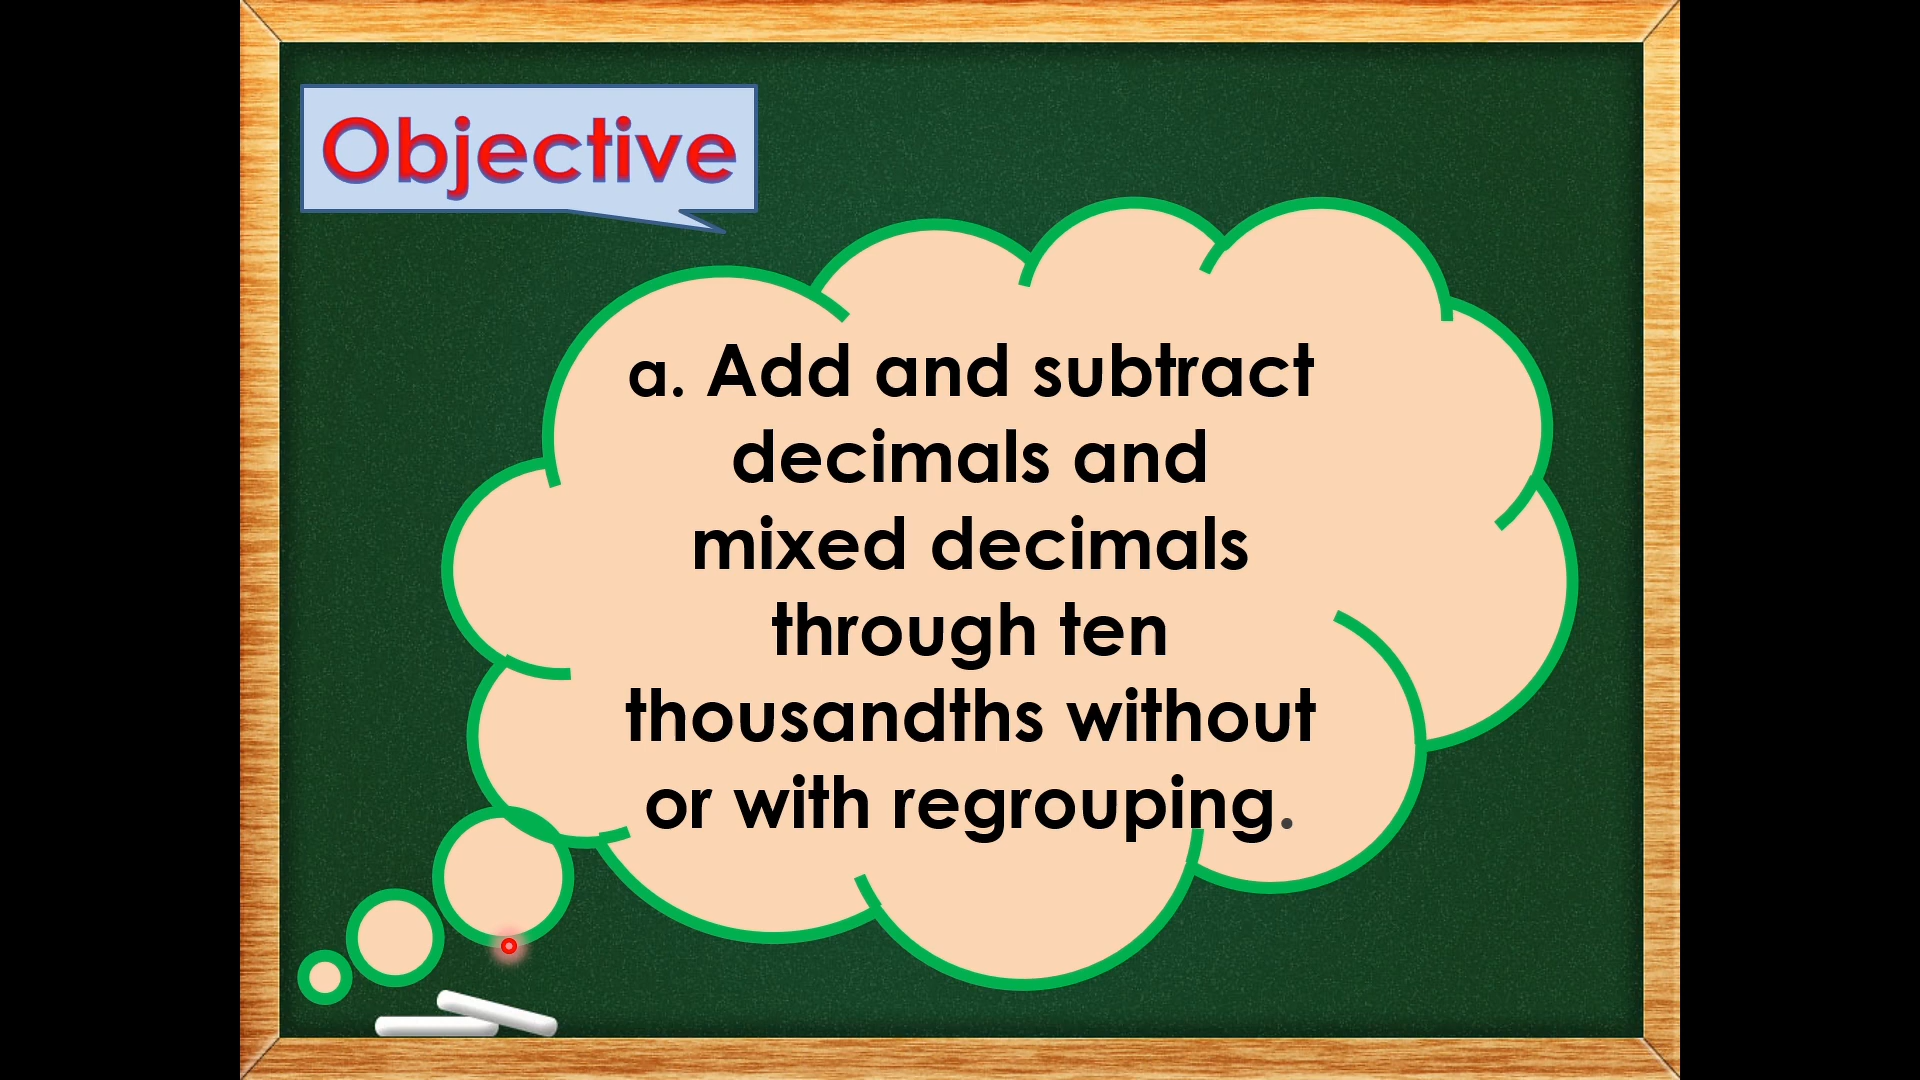 Objective
a. Add and subtract
decimals and
mixed decimals
through ten
thousandths without
or with regrouping.